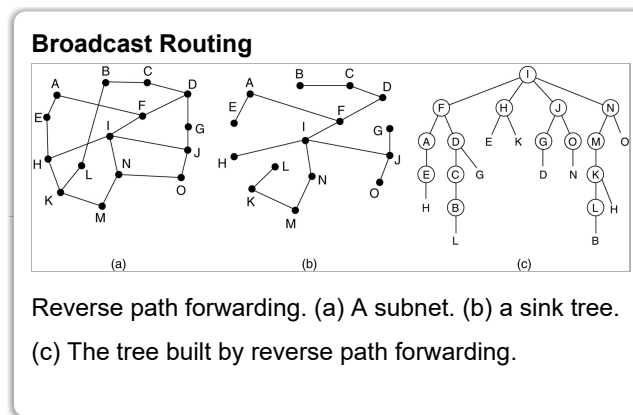 Broadcast Routing
A B C D E F G H I J K L M N O
(a)
A B C D E F G H I J K L M N O
(b)
I
F H J N
A D E K G O M O
E C G D N K
H B L H
L B
(c)
Reverse path forwarding. (a) A subnet. (b) a sink tree.
(c) The tree built by reverse path forwarding.